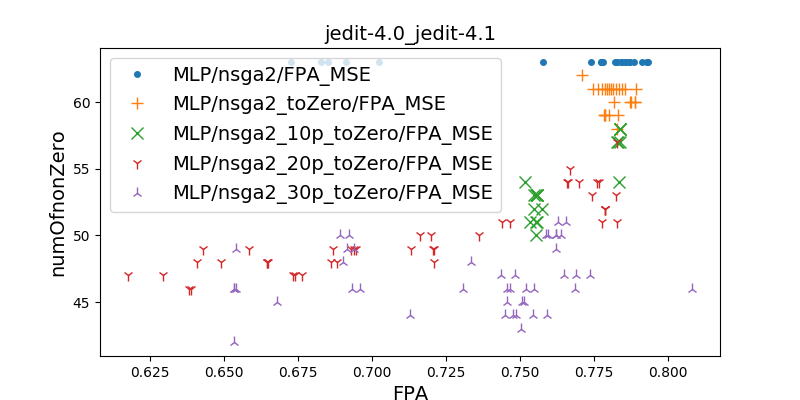 jedit-4.0_jedit-4.1
MLP/nsga2/FPA_MSE
MLP/nsga2_toZero/FPA_MSE
MLP/nsga2_10p_toZero/FPA_MSE
MLP/nsga2_20p_toZero/FPA_MSE
MLP/nsga2_30p_toZero/FPA_MSE
numOfnonZero
60
55
50
45
0.625 0.650 0.675 0.700 0.725 0.750 0.775 0.800
FPA